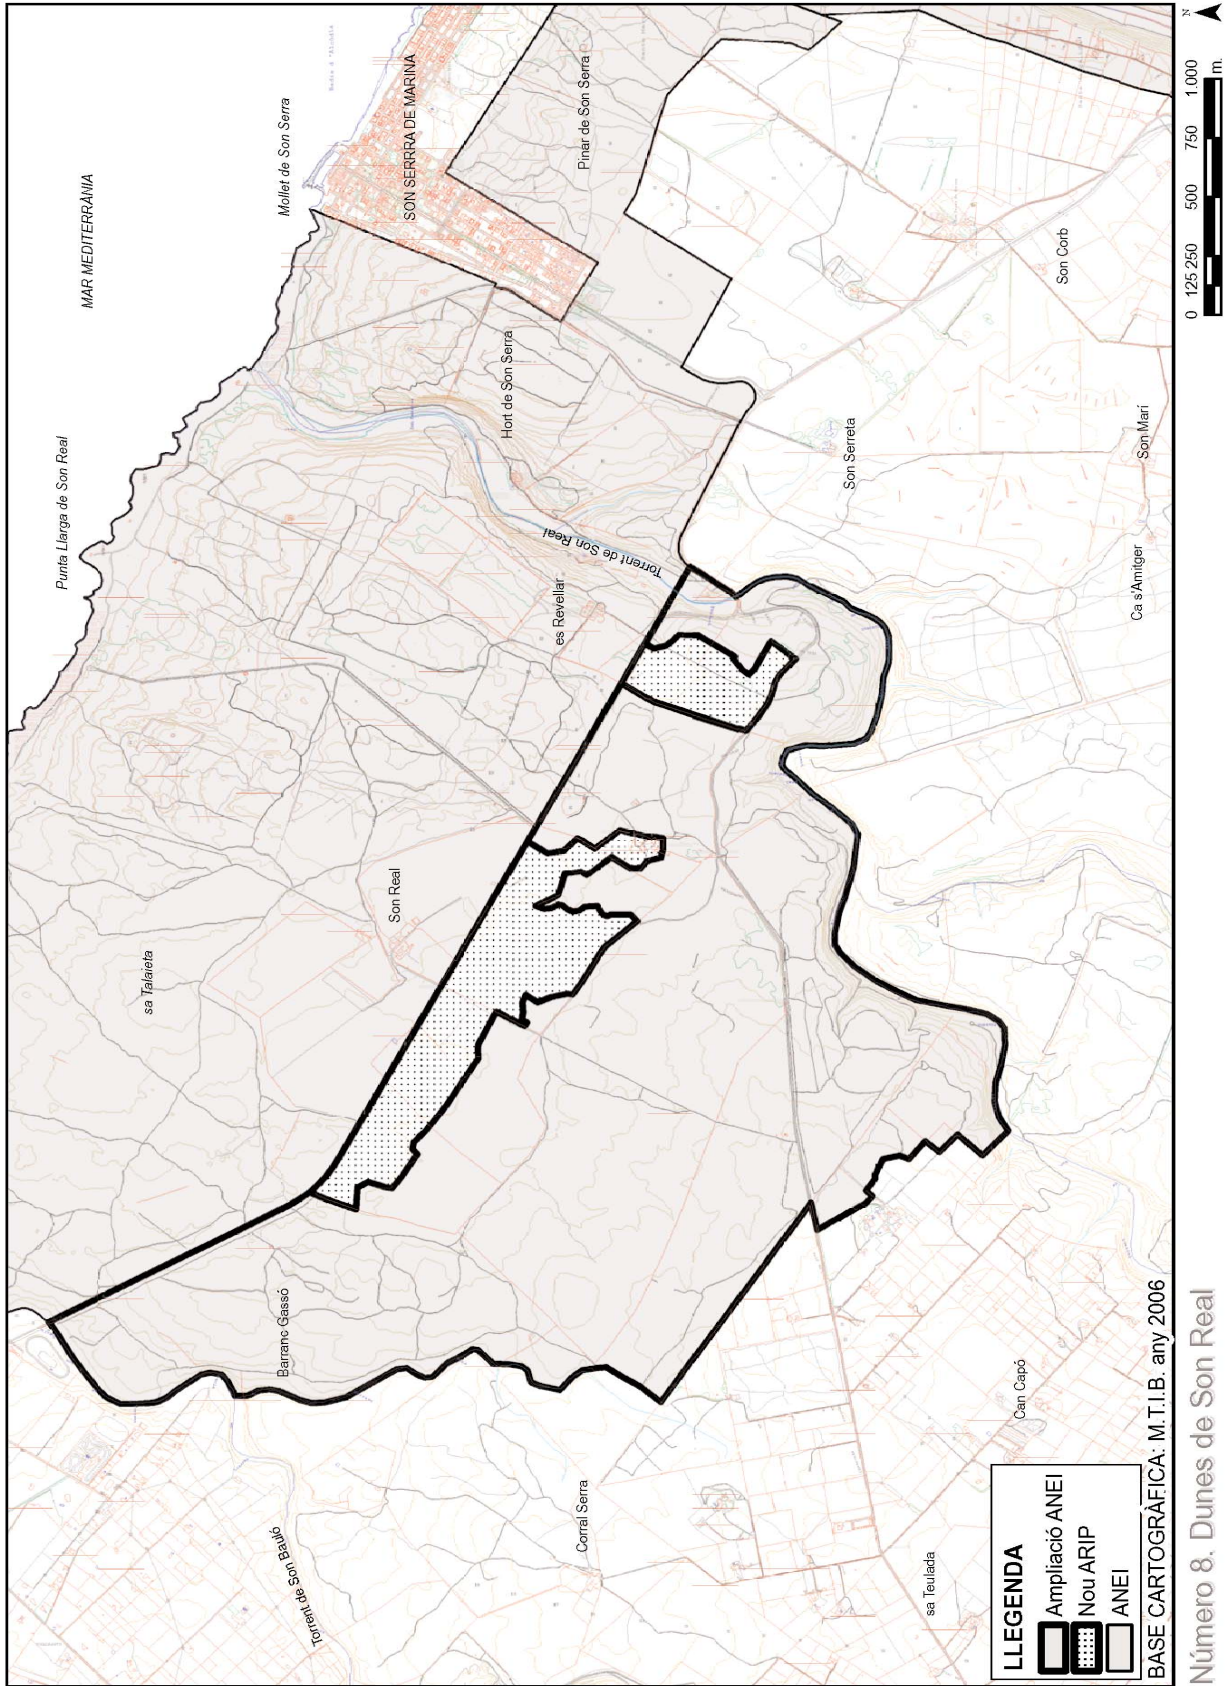 MAR MEDITERRÀNIA
Punta Llarga de Son Real
Mollet de Son Serra
SON SERRRA DE MARINA
Pinar de Son Serra
sa Talaieta
Son Real
es Revellar
Hort de Son Serra
Torrent de Son Real
Barranc Gassó
Torrent de Son Bauló
Corral Serra
Son Serreta
Son Corb
sa Teulada
Can Capó
Ca s'Amitger
Son Marí
LLEGENDA
Ampliació ANEI
Nou ARIP
ANEI
BASE CARTOGRÀFICA: M.T.I.B. any 2006
Número 8. Dunes de Son Real
0 125 250 500 750 1.000
m.
N